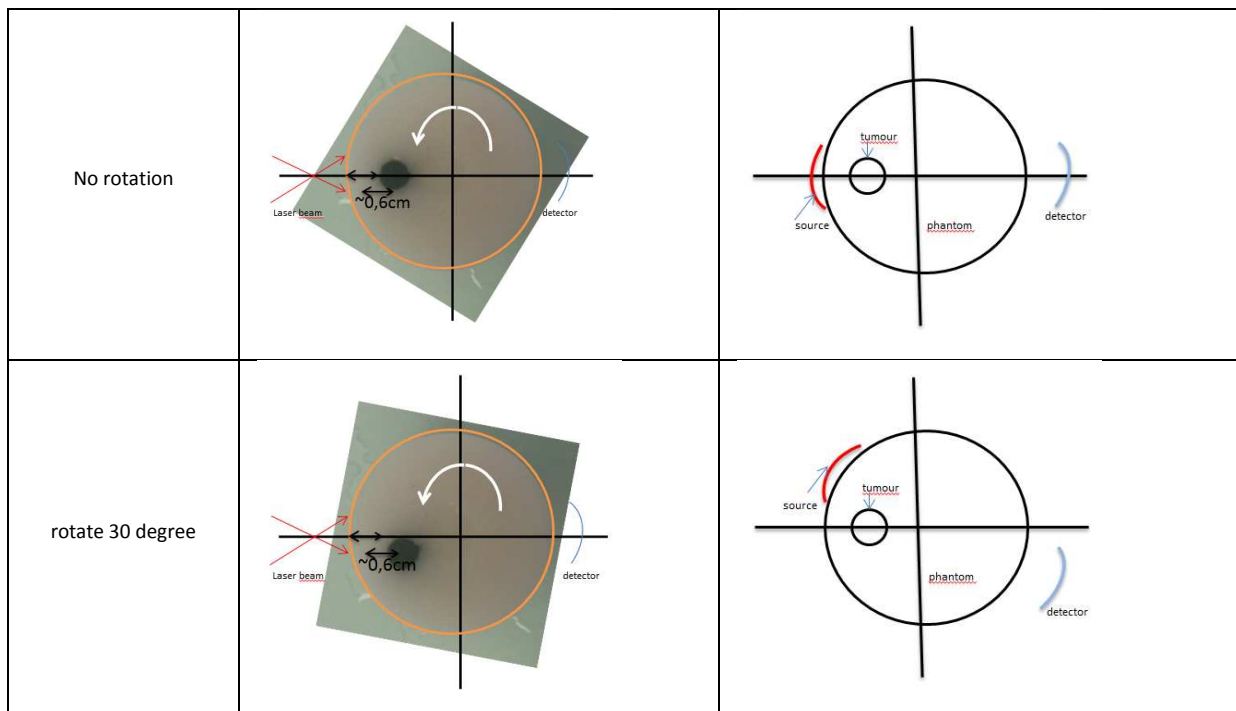 No rotation
~0,6cm
Laser beam
detector
tumour
source
phantom
detector
rotate 30 degree
~0,6cm
Laser beam
detector
source
tumour
phantom
detector